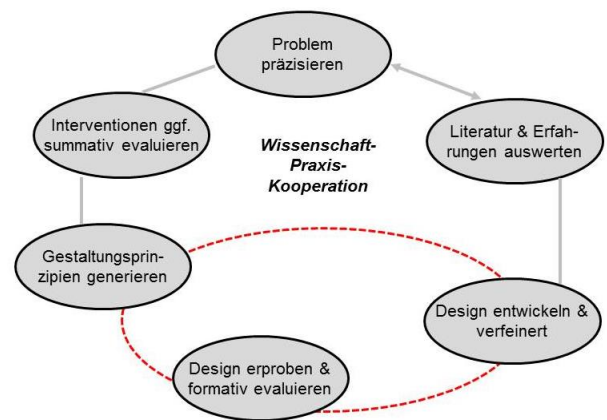 Problem
präzisieren
Interventionen ggf.
summativ evaluieren
Literatur & Erfah-
rungen auswerten
Wissenschaft-
Praxis-
Kooperation
Gestaltungsprin-
zipien generieren
Design entwickeln &
verfeinert
Design erproben &
formativ evaluieren